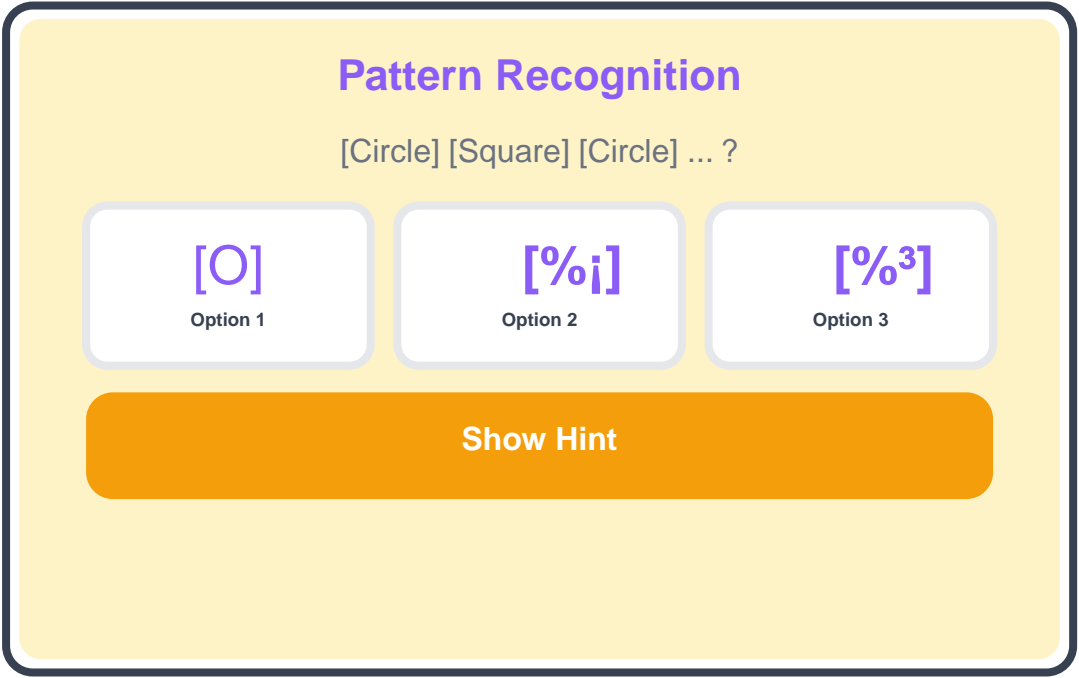 Pattern Recognition
[Circle] [Square] [Circle] ... ?
[O] [%¡] [%³]
Option 1 Option 2 Option 3
Show Hint